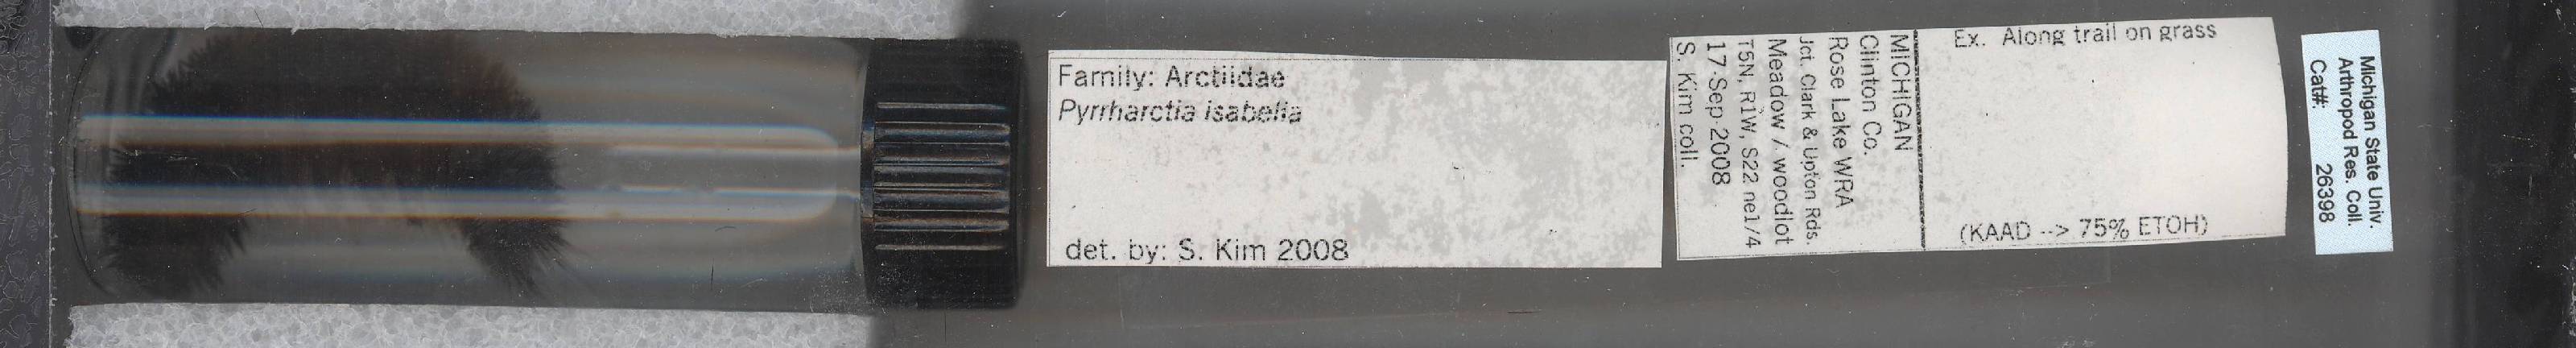 Family: Arctiidae
Pyrrharctia isabella
det. by: S. Kim 2008
MICHIGAN
Clinton Co.
Rose Lake WRA
Jct. Clark & Upton Rds.
Meadow / woodlot
T5N, R1W, S22 ne1/4
17-Sep-2008
S. Kim coll.
Ex. Along trail on grass
(KAAD --> 75% ETOH)
Michigan State Univ.
Arthropod Res. Coll.
Cat#: 26398